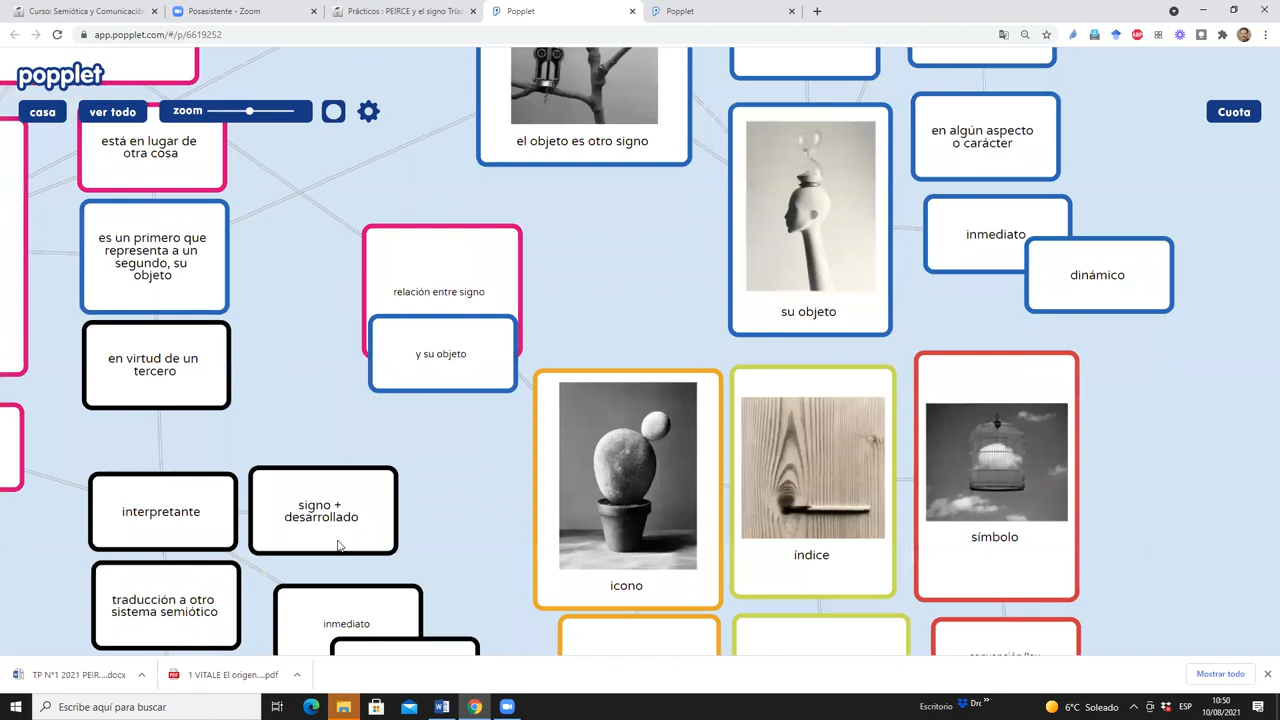 Curso: Semiótica y Comunicació
Posasistente - Zoom
Prácticos : PEIRCE y el signo Triá
Popplet
Popplet
app.popplet.com/#/p/6619252
popplet
casa
ver todo
zoom
Cuota
está en lugar de
otra cosa
es un primero que
representa a un
segundo, su
objeto
en virtud de un
tercero
interpretante
signo +
desarrollado
traducción a otro
sistema semiótico
inmediato
relación entre signo
y su objeto
el objeto es otro signo
su objeto
en algún aspecto
o carácter
inmediato
dinámico
icono
índice
símbolo
TP N°1 2021 PEIR....docx
1 VITALE El origen....pdf
Mostrar todo
Escribe aquí para buscar
Escritorio
6°C Soleado
ESP
10:50
10/08/2021